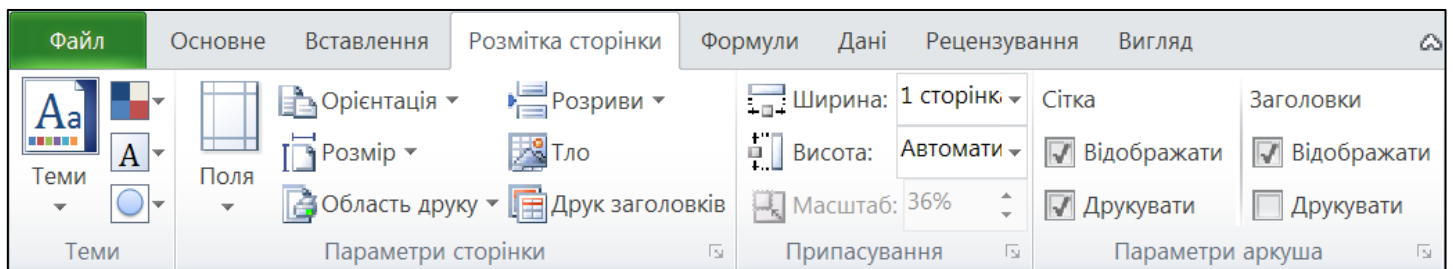 Файл Основне Вставлення Розмітка сторінки Формули Дані Рецензування Вигляд
Aa Орієнтація Розриви Ширина: 1 сторінк Сітка Заголовки
A Розмір Тло Висота: Автомати Відображати Відображати
Теми Поля Область друку Друк заголовків Масштаб: 36% Друкувати Друкувати
Теми Параметри сторінки Припасування Параметри аркуша